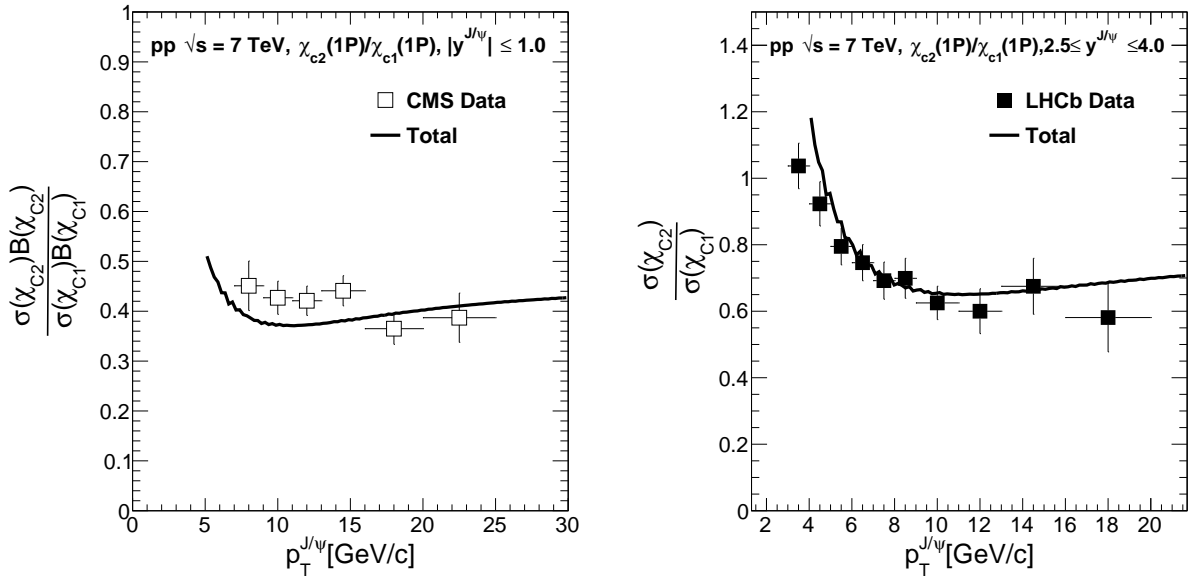 pp √s = 7 TeV, χc2(1P)/χc1(1P), |y^J/ψ| ≤ 1.0
CMS Data
Total
σ(χC2)B(χC2)
σ(χC1)B(χC1)
1
0.9
0.8
0.7
0.6
0.5
0.4
0.3
0.2
0.1
0
0 5 10 15 20 25 30
p_T^J/ψ[GeV/c]
pp √s = 7 TeV, χc2(1P)/χc1(1P),2.5≤ y^J/ψ ≤4.0
LHCb Data
Total
σ(χC2)
σ(χC1)
1.4
1.2
1
0.8
0.6
0.4
0.2
0
2 4 6 8 10 12 14 16 18 20
p_T^J/ψ[GeV/c]